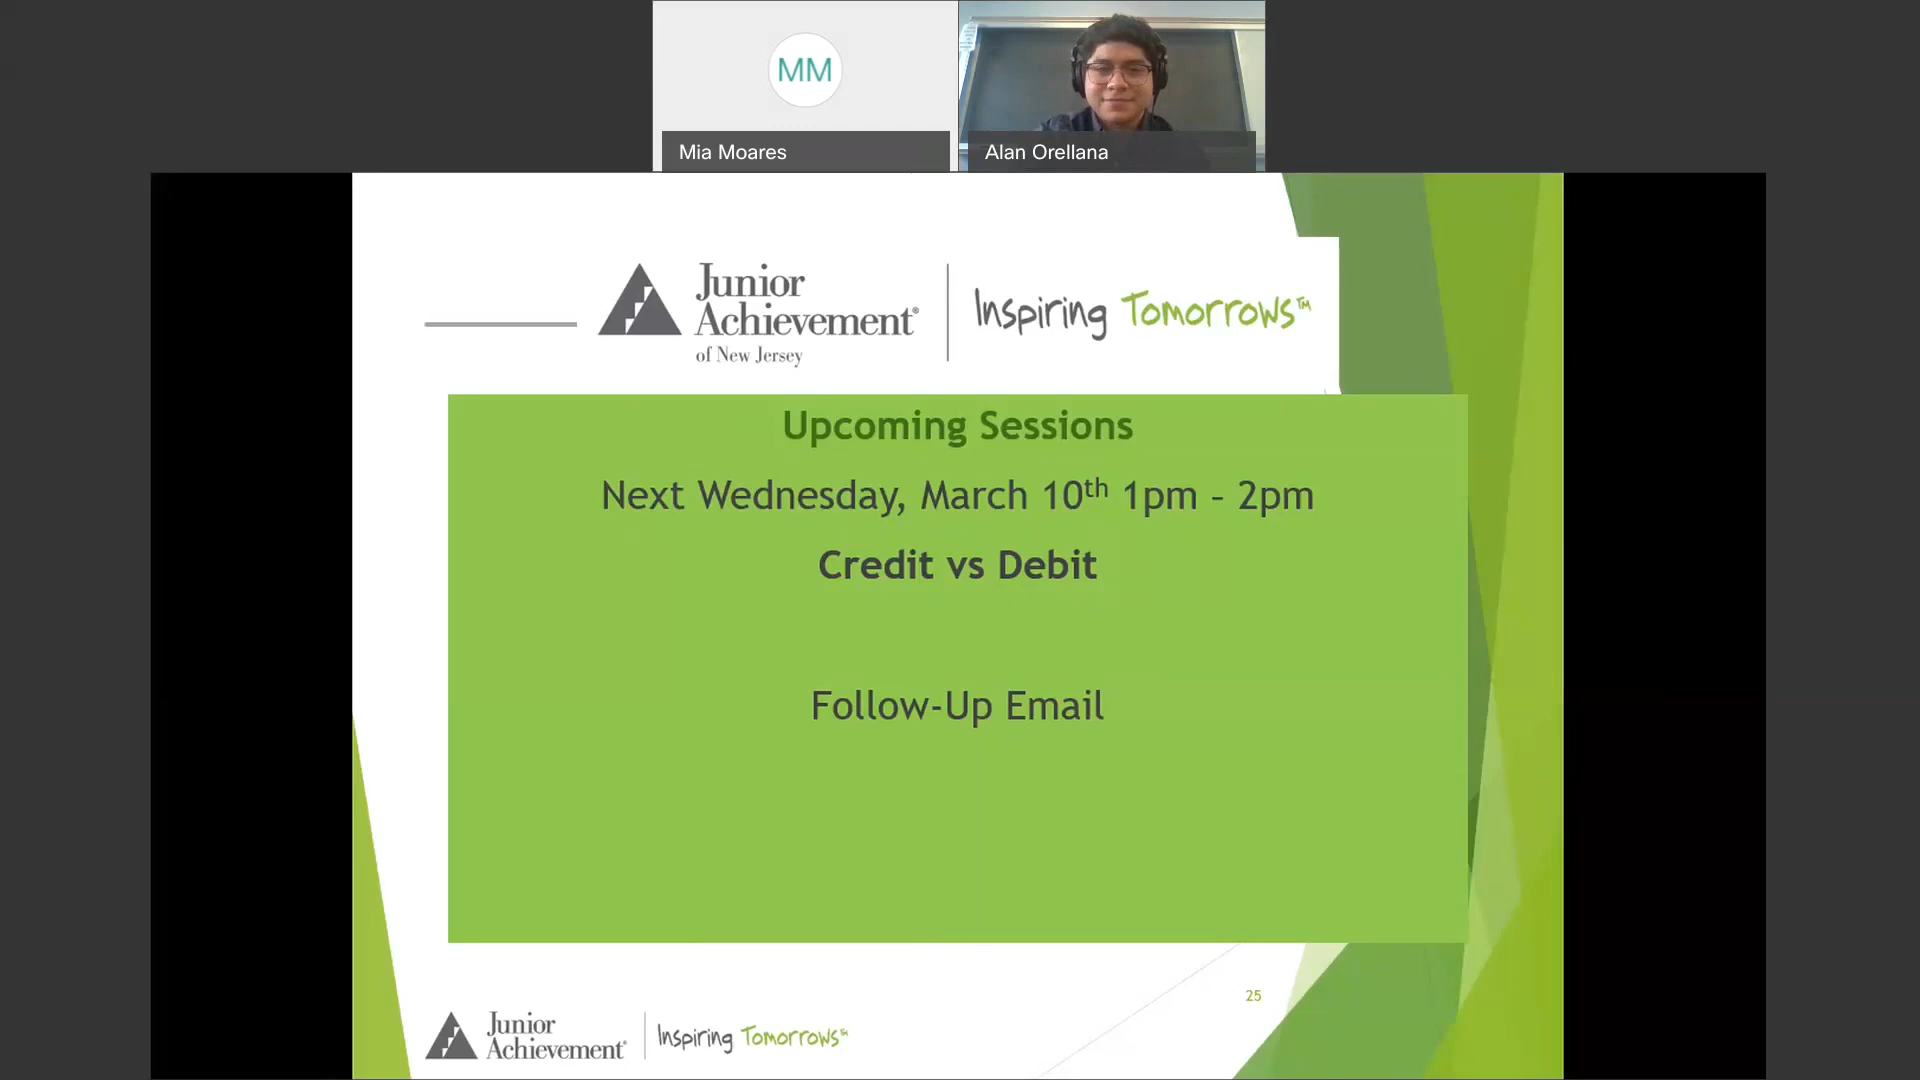 MM
Mia Moares
Alan Orellana
Junior
Achievement®
of New Jersey
Inspiring Tomorrows™
Upcoming Sessions
Next Wednesday, March 10th 1pm – 2pm
Credit vs Debit
Follow-Up Email
25
Junior
Achievement®
Inspiring Tomorrows™